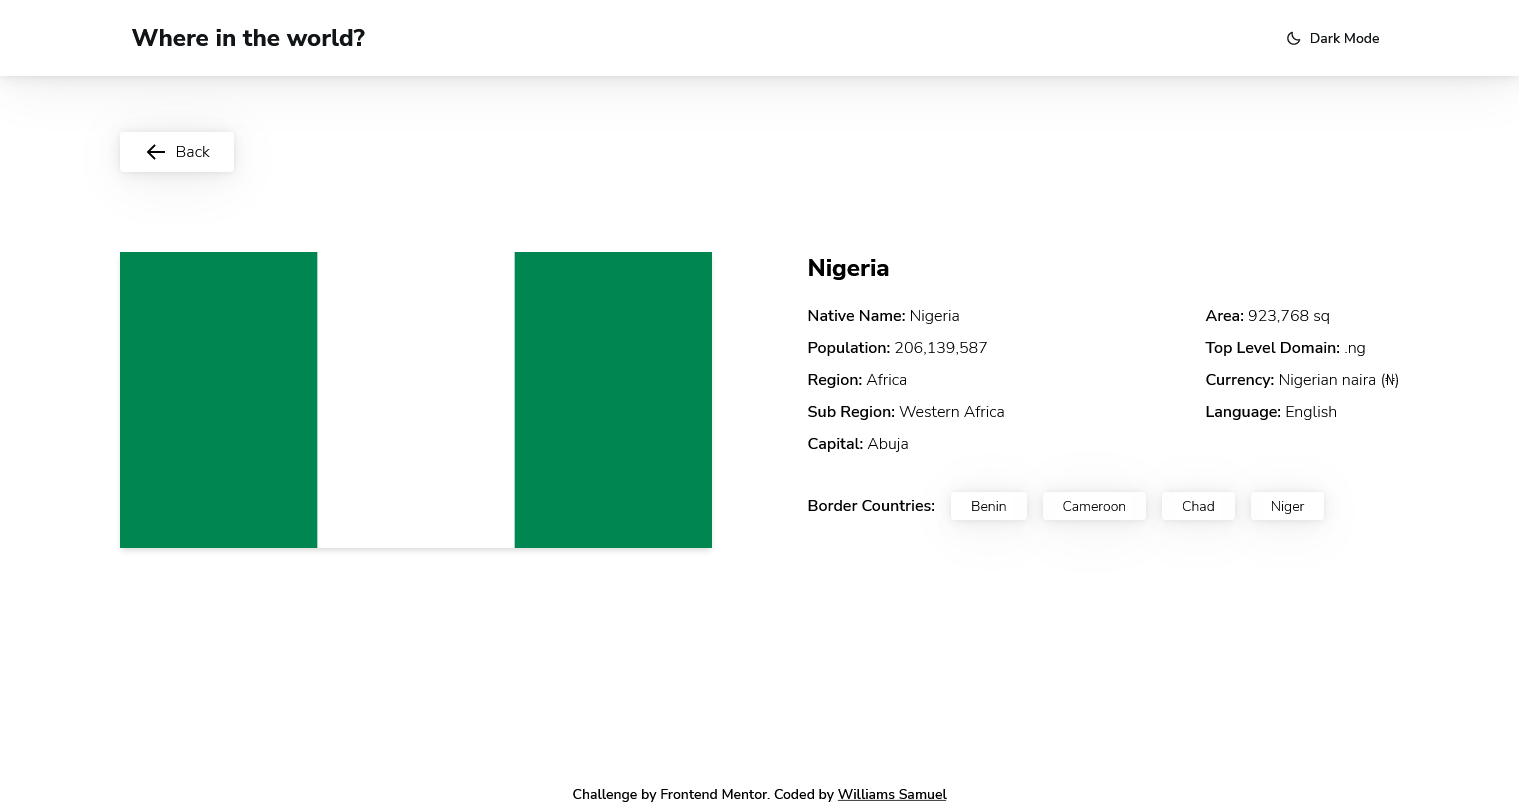 Where in the world?
Dark Mode
Back
Nigeria
Native Name: Nigeria
Population: 206,139,587
Region: Africa
Sub Region: Western Africa
Capital: Abuja
Area: 923,768 sq
Top Level Domain: .ng
Currency: Nigerian naira (₦)
Language: English
Border Countries: Benin Cameroon Chad Niger
Challenge by Frontend Mentor. Coded by Williams Samuel